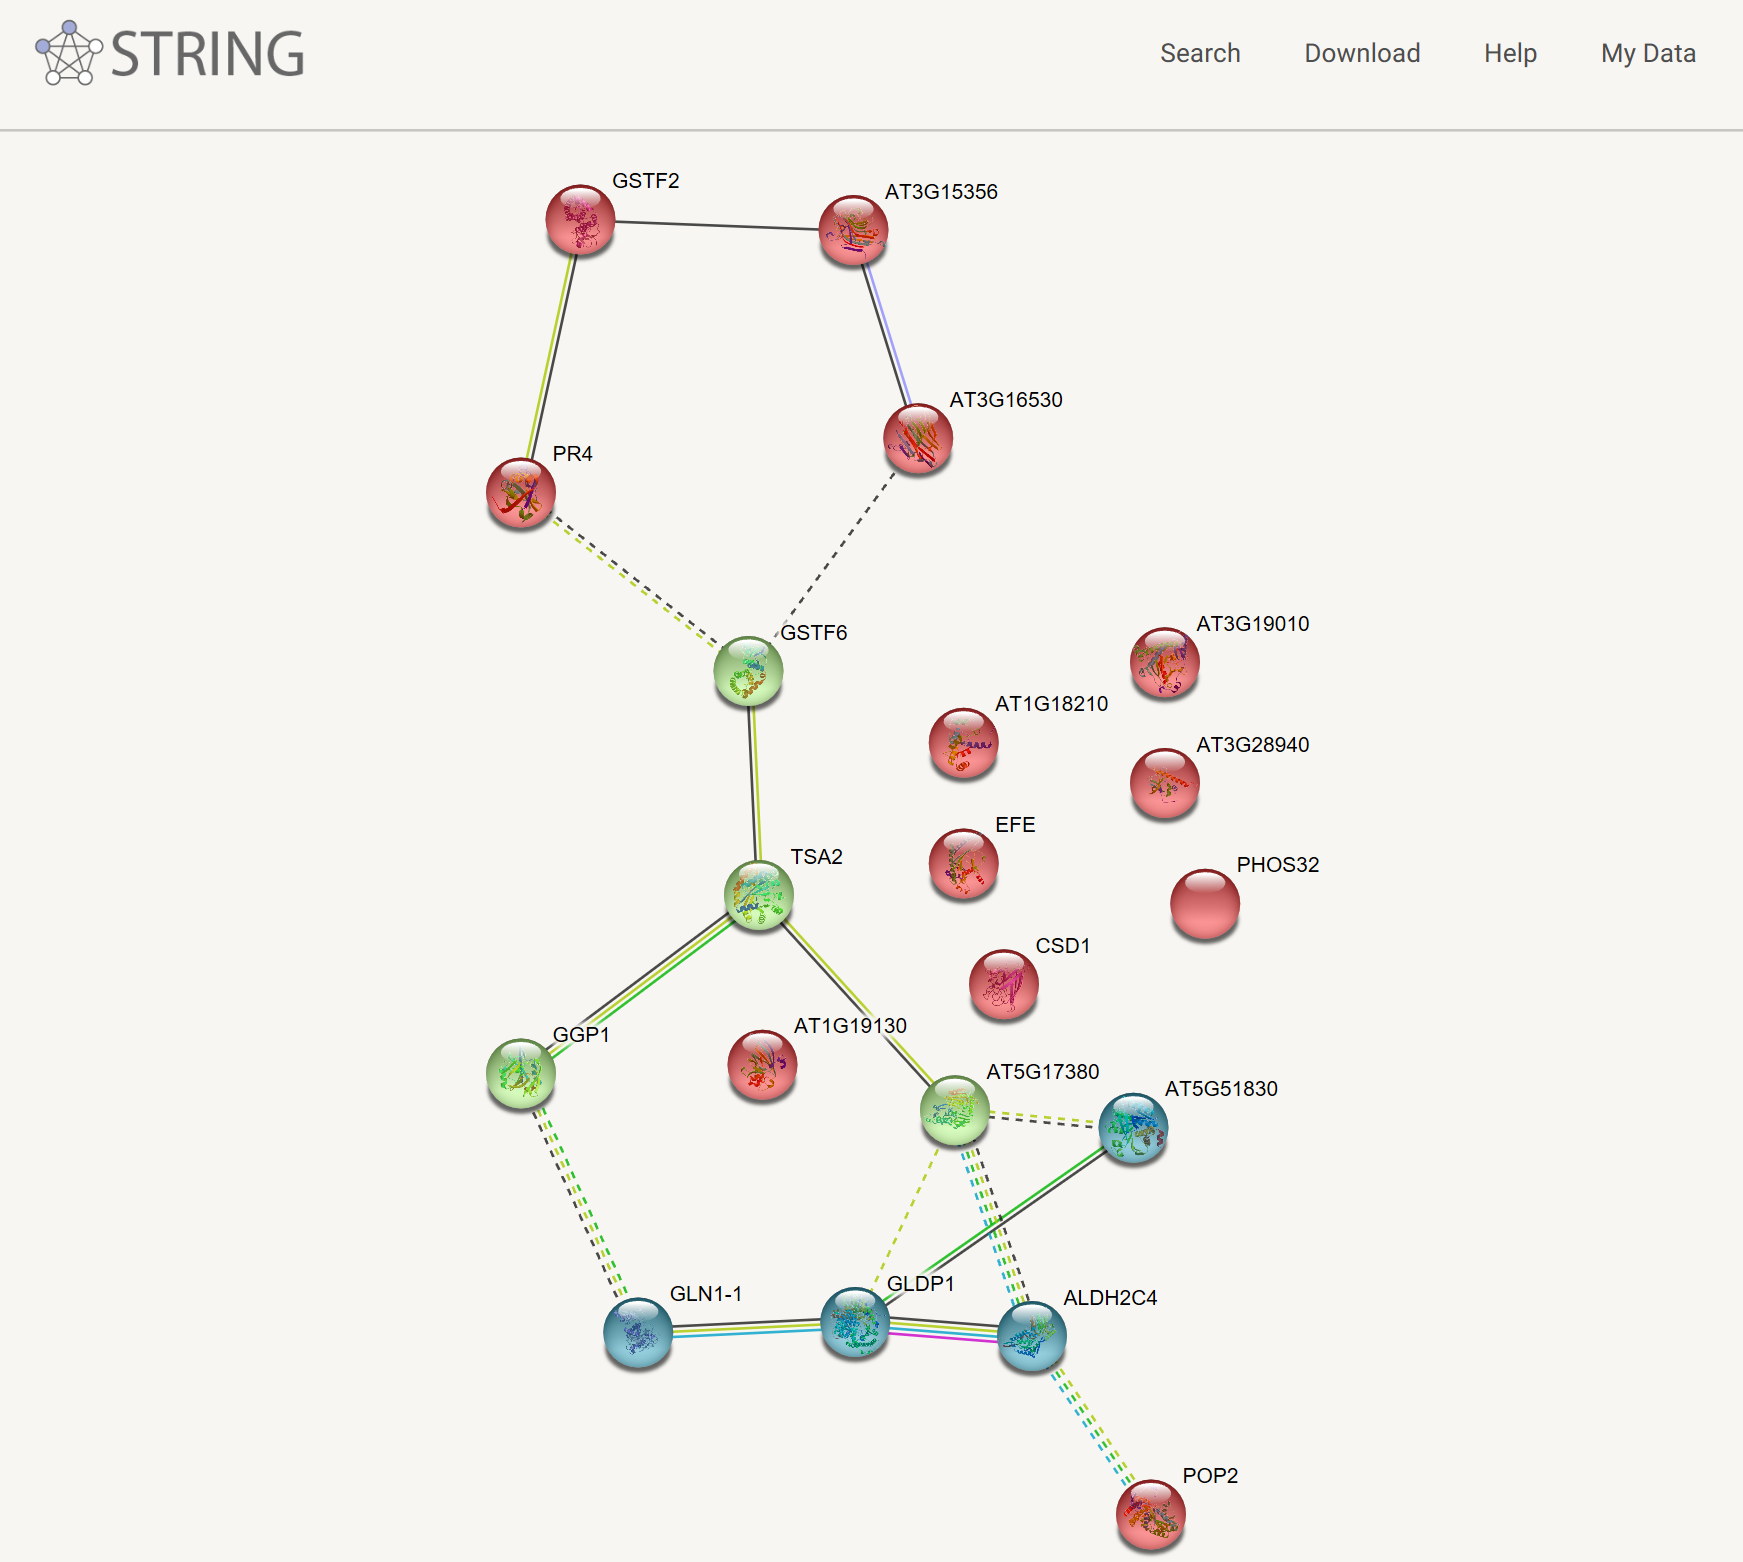 STRING
Search Download Help My Data
GSTF2
AT3G15356
AT3G16530
PR4
GSTF6
AT3G19010
AT1G18210
AT3G28940
EFE
TSA2
PHOS32
CSD1
AT1G19130
GGP1
AT5G17380
AT5G51830
GLDP1
GLN1-1
ALDH2C4
POP2